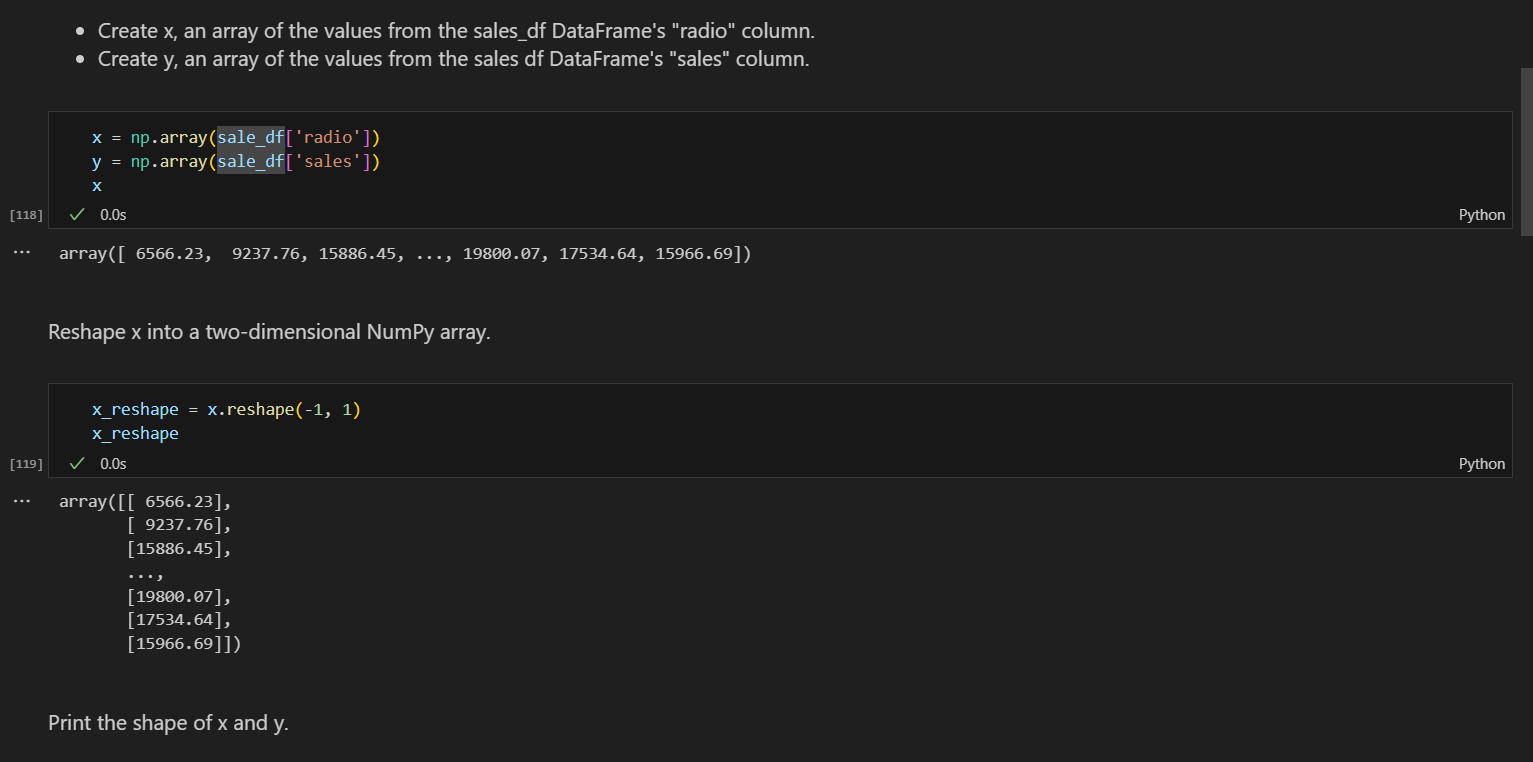 • Create x, an array of the values from the sales_df DataFrame's "radio" column.
• Create y, an array of the values from the sales df DataFrame's "sales" column.
x = np.array(sale_df['radio'])
y = np.array(sale_df['sales'])
x
[118] ✓ 0.0s Python
... array([ 6566.23,  9237.76, 15886.45, ..., 19800.07, 17534.64, 15966.69])
Reshape x into a two-dimensional NumPy array.
x_reshape = x.reshape(-1, 1)
x_reshape
[119] ✓ 0.0s Python
... array([[ 6566.23],
[ 9237.76],
[15886.45],
...,
[19800.07],
[17534.64],
[15966.69]])
Print the shape of x and y.